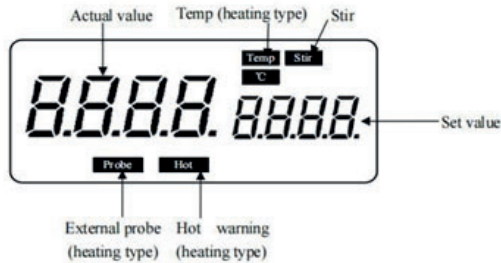 Actual value
Temp (heating type)
Stir
Temp
Stir
℃
8.8.8.8.
8.8.8.8.
Set value
Probe
Hot
External probe
(heating type)
Hot warning
(heating type)